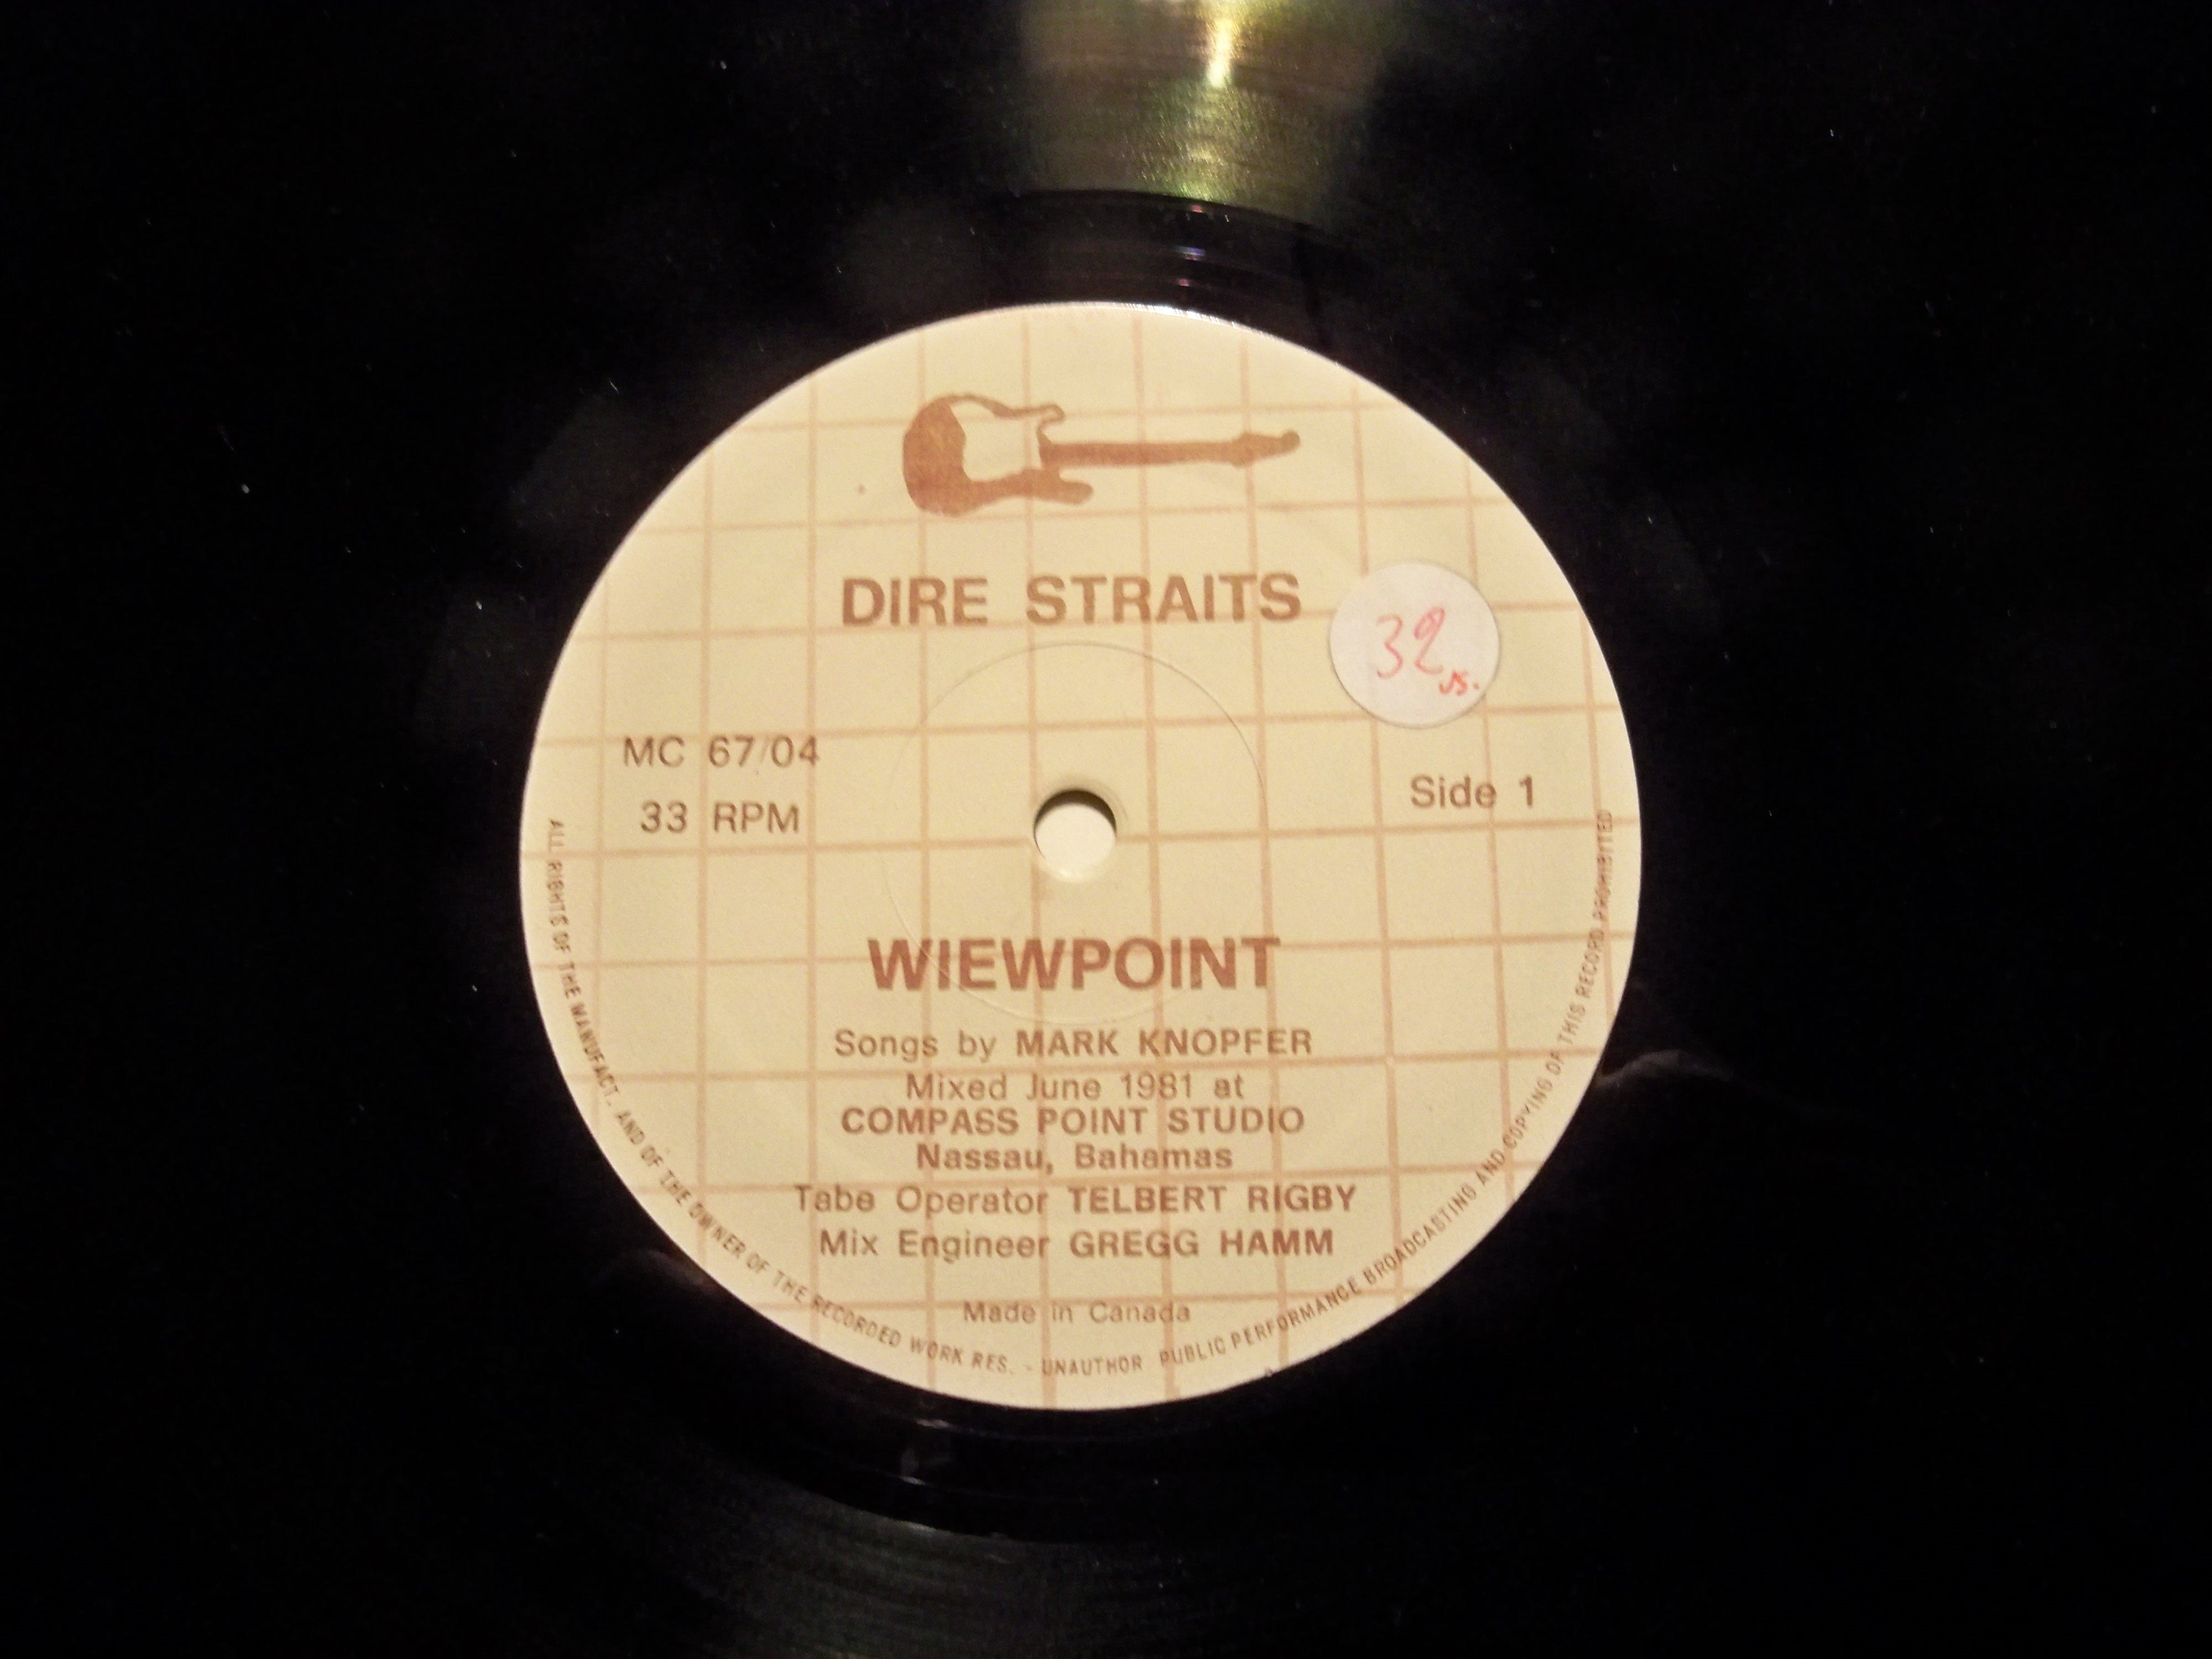 DIRE STRAITS
32
MC 67/04
33 RPM
Side 1
WIEWPOINT
Songs by MARK KNOPFER
Mixed June 1981 at
COMPASS POINT STUDIO
Nassau, Bahamas
Tabe Operator TELBERT RIGBY
Mix Engineer GREGG HAMM
Made in Canada
ALL RIGHTS OF THE MANUFACT. AND OF THE OWNER OF THE RECORDED WORK RES. - UNAUTHOR PUBLIC PERFORMANCE BROADCASTING AND COPYING OF THIS RECORD PROHIBITED